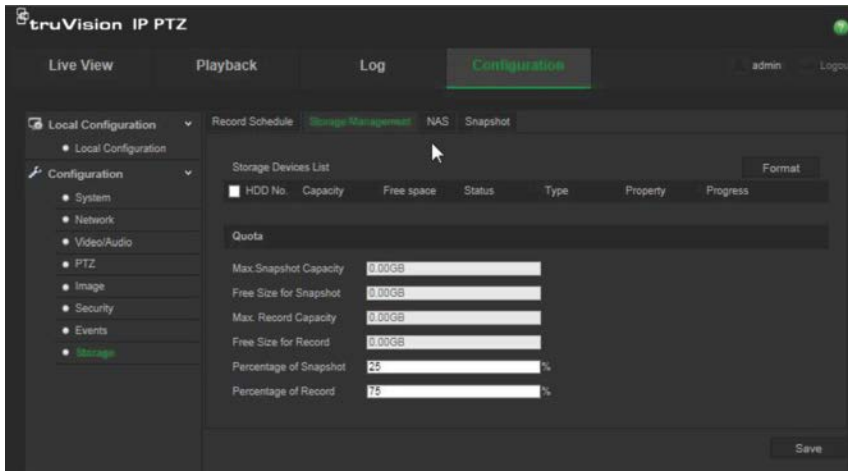 truVision IP PTZ
?
Live View Playback Log Configuration admin Logou
Local Configuration
Local Configuration
Configuration
System
Network
Video/Audio
PTZ
Image
Security
Events
Storage
Record Schedule Storage Management NAS Snapshot
Storage Devices List Format
HDD No. Capacity Free space Status Type Property Progress
Quota
Max.Snapshot Capacity 0.00GB
Free Size for Snapshot 0.00GB
Max. Record Capacity 0.00GB
Free Size for Record 0.00GB
Percentage of Snapshot 25 %
Percentage of Record 75 %
Save